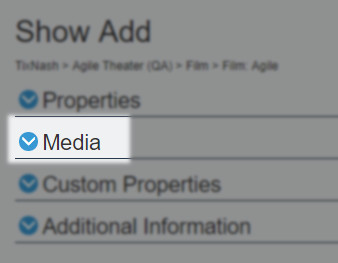 Show Add
TixNash > Agile Theater (QA) > Film > Film: Agile
Properties
Media
Custom Properties
Additional Information